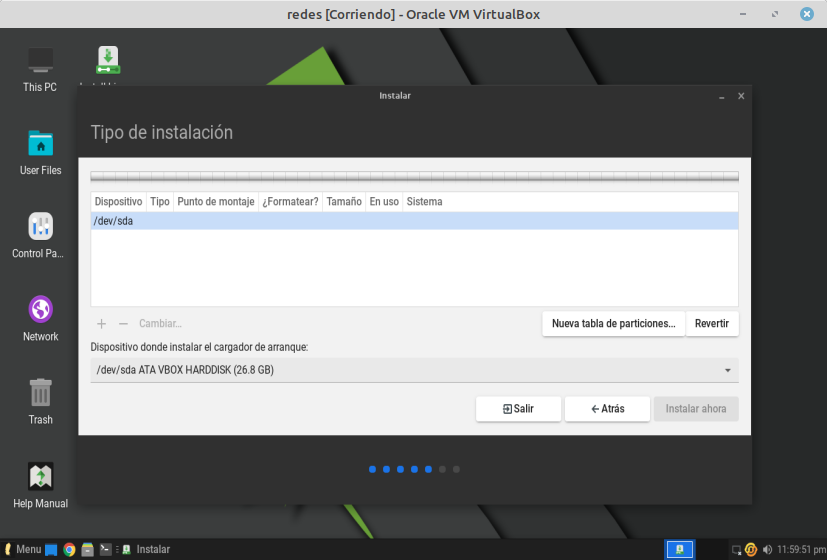 redes [Corriendo] - Oracle VM VirtualBox
This PC
Instalar
Tipo de instalación
User Files
Dispositivo Tipo Punto de montaje ¿Formatear? Tamaño En uso Sistema
/dev/sda
Control Pa...
Cambiar...
Nueva tabla de particiones... Revertir
Network
Dispositivo donde instalar el cargador de arranque:
/dev/sda ATA VBOX HARDDISK (26.8 GB)
Salir Atrás Instalar ahora
Trash
Help Manual
Menu Instalar 11:59:51 pm